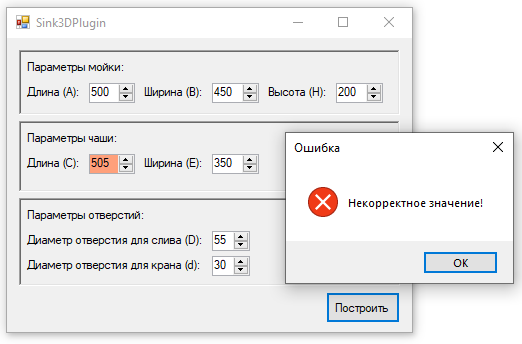 Sink3DPlugin
Параметры мойки:
Длина (A): 500 Ширина (B): 450 Высота (H): 200
Параметры чаши:
Длина (C): 505 Ширина (E): 350
Параметры отверстий:
Диаметр отверстия для слива (D): 55
Диаметр отверстия для крана (d): 30
Построить
Ошибка
Некорректное значение!
OK